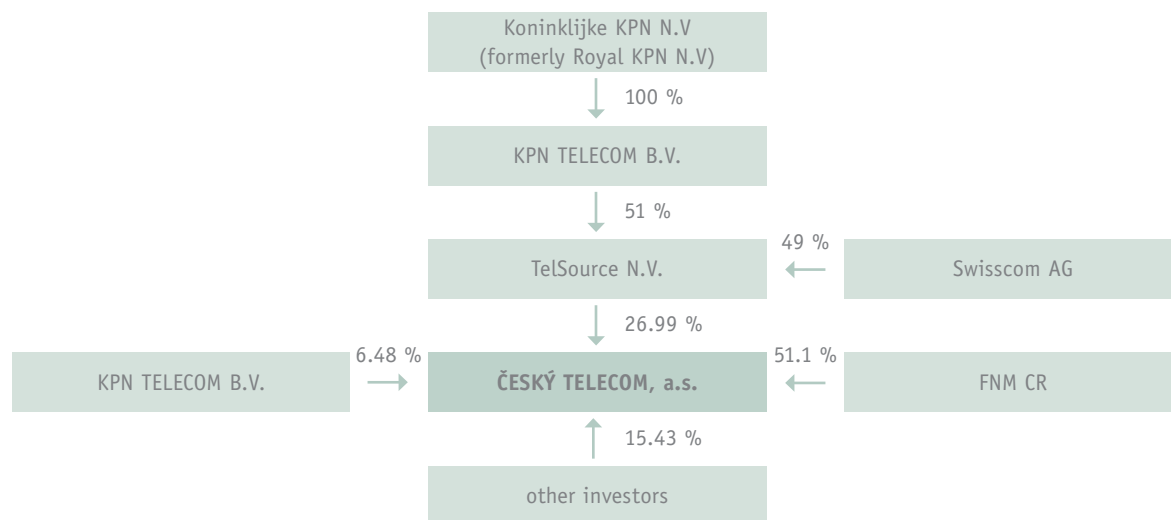 Koninklijke KPN N.V
(formerly Royal KPN N.V)
100 %
KPN TELECOM B.V.
51 %
49 %
TelSource N.V.
Swisscom AG
26.99 %
6.48 %
51.1 %
KPN TELECOM B.V.
ČESKÝ TELECOM, a.s.
FNM CR
15.43 %
other investors